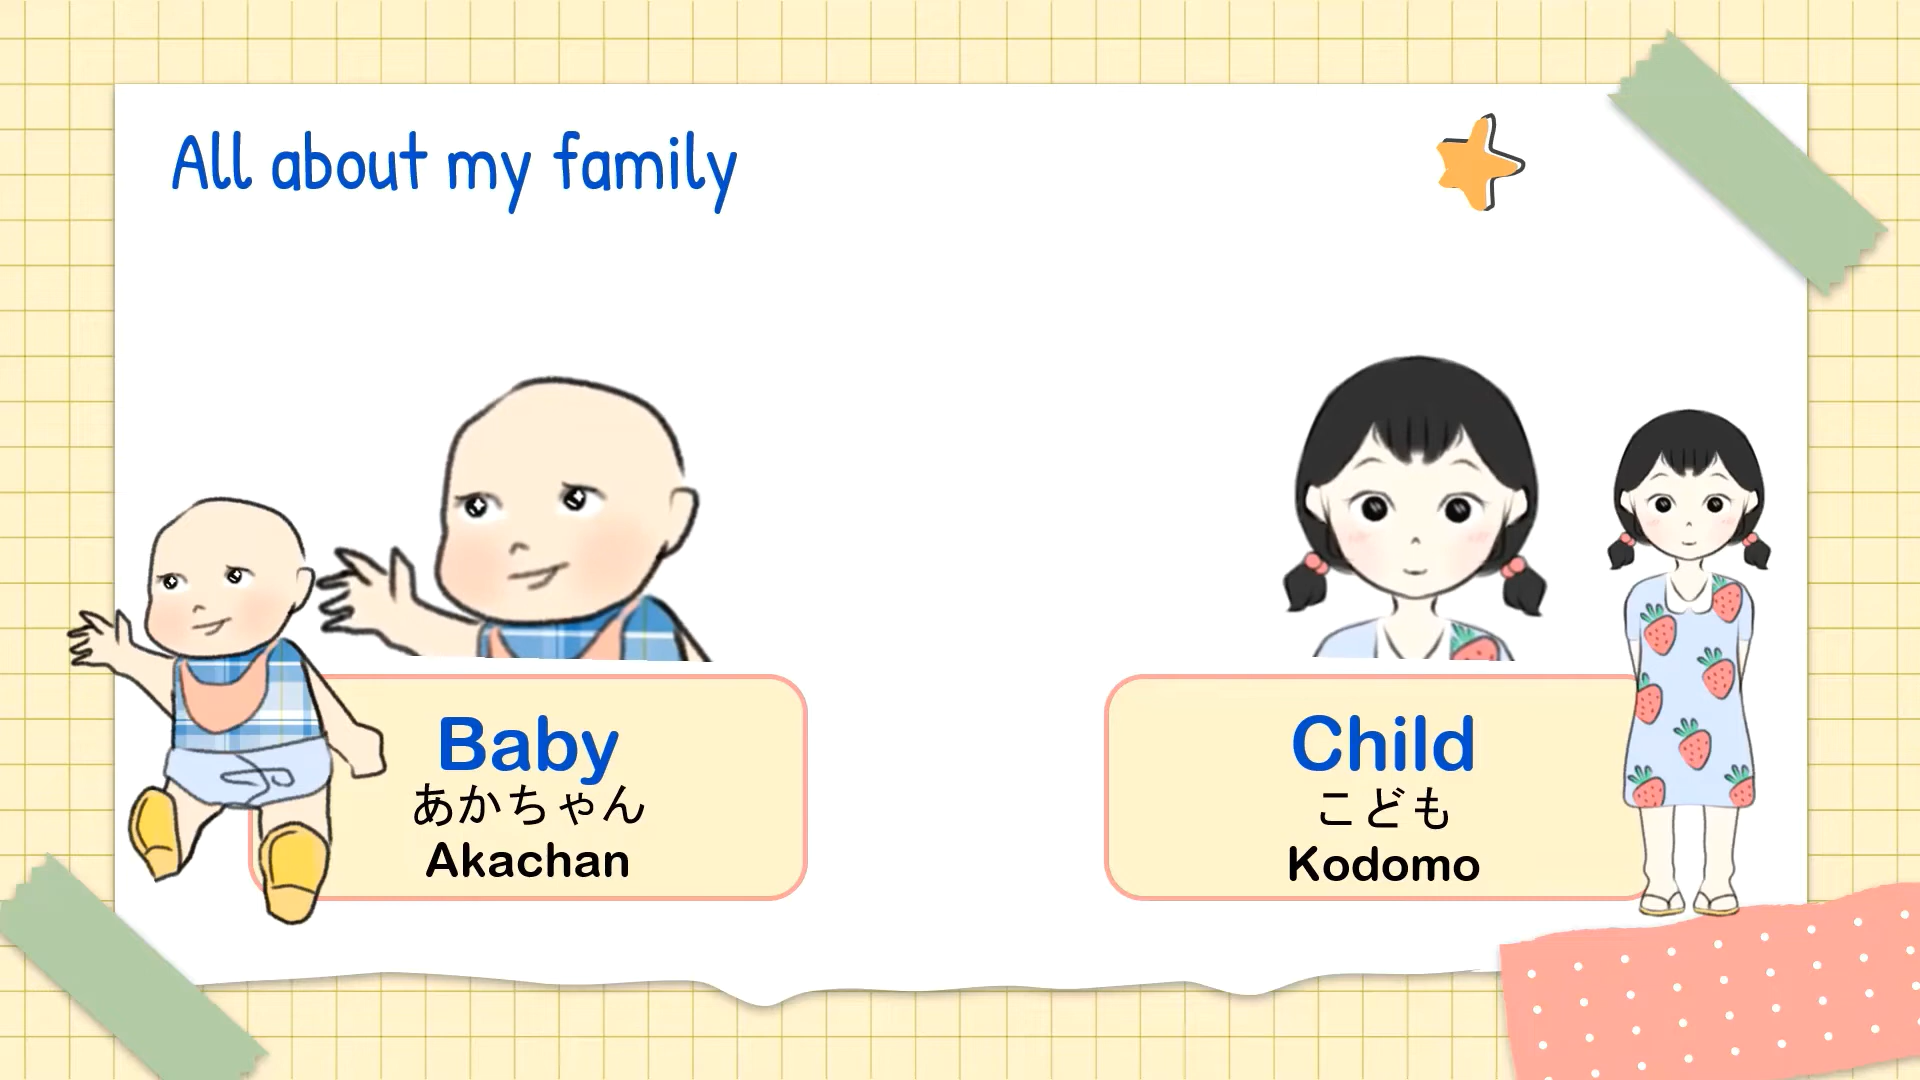 All about my family
Baby
あかちゃん
Akachan
Child
こども
Kodomo